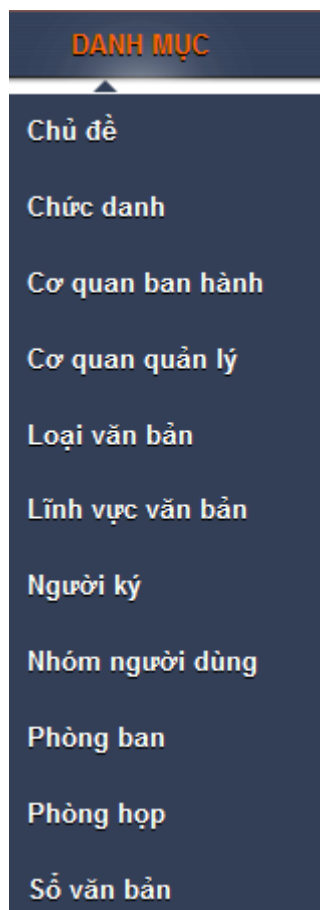 DANH MỤC
Chủ đề
Chức danh
Cơ quan ban hành
Cơ quan quản lý
Loại văn bản
Lĩnh vực văn bản
Người ký
Nhóm người dùng
Phòng ban
Phòng họp
Sổ văn bản